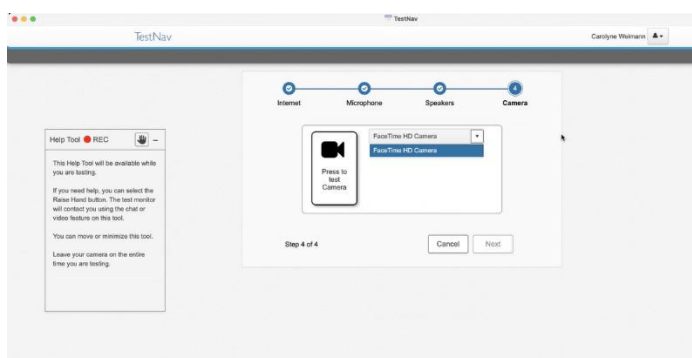 TestNav
TestNav
Carolyne Weimann
Internet
Microphone
Speakers
4
Camera
Help Tool REC
This Help Tool will be available while
you are testing.
If you need help, you can select the
Raise Hand button. The test monitor
will contact you using the chat or
video feature on this tool.
You can move or minimize this tool.
Leave your camera on the entire
time you are testing.
Press to
test
Camera
FaceTime HD Camera
FaceTime HD Camera
Step 4 of 4
Cancel
Next